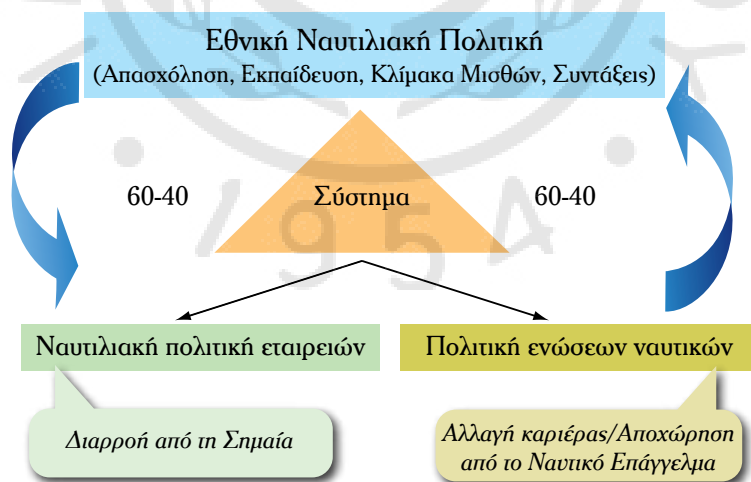 Εθνική Ναυτιλιακή Πολιτική
(Απασχόληση, Εκπαίδευση, Κλίμακα Μισθών, Συντάξεις)
60-40
Σύστημα
60-40
1954
Ναυτιλιακή πολιτική εταιρειών
Πολιτική ενώσεων ναυτικών
Διαρροή από τη Σημαία
Αλλαγή καριέρας/Αποχώρηση
από το Ναυτικό Επάγγελμα